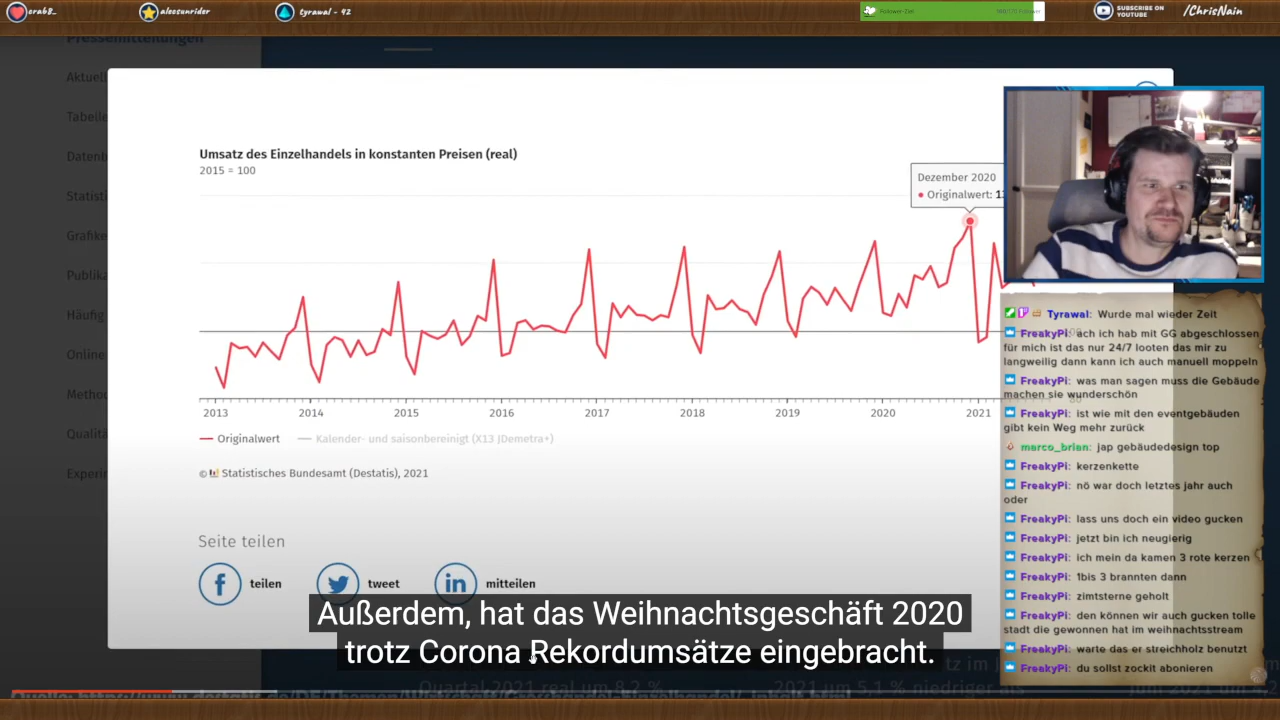 crab8_
alecsunrider
tyrawal - 42
Follower-Ziel
SUBSCRIBE ON
YOUTUBE
/ChrisNain
Pressemitteilungen
Aktuell
Tabelle
Datenb
Statisti
Grafike
Publika
Häufig
Online
Method
Qualitä
Experim
Umsatz des Einzelhandels in konstanten Preisen (real)
2015 = 100
Dezember 2020
Originalwert: 13
2013 2014 2015 2016 2017 2018 2019 2020 2021
Originalwert Kalender- und saisonbereinigt (X13 JDemetra+)
© Statistisches Bundesamt (Destatis), 2021
Seite teilen
teilen tweet mitteilen
Außerdem, hat das Weihnachtsgeschäft 2020
trotz Corona Rekordumsätze eingebracht.
Tyrawal: Wurde mal wieder Zeit
FreakyPi: ach ich hab mit GG abgeschlossen
für mich ist das nur 24/7 looten das mir zu
langweilig dann kann ich auch manuell moppeln
FreakyPi: was man sagen muss die Gebäude
machen sie wunderschön
FreakyPi: ist wie mit den eventgebäuden
gibt kein Weg mehr zurück
marco_brian: jap gebäudedesign top
FreakyPi: kerzenkette
FreakyPi: nö war doch letztes jahr auch
oder
FreakyPi: lass uns doch ein video gucken
FreakyPi: jetzt bin ich neugierig
FreakyPi: ich mein da kamen 3 rote kerzen
FreakyPi: 1bis 3 brannten dann
FreakyPi: zimtsterne geholt
FreakyPi: den können wir auch gucken tolle
stadt die gewonnen hat im weihnachtsstream
FreakyPi: warte das er streichholz benutzt
FreakyPi: du sollst zockit abonieren